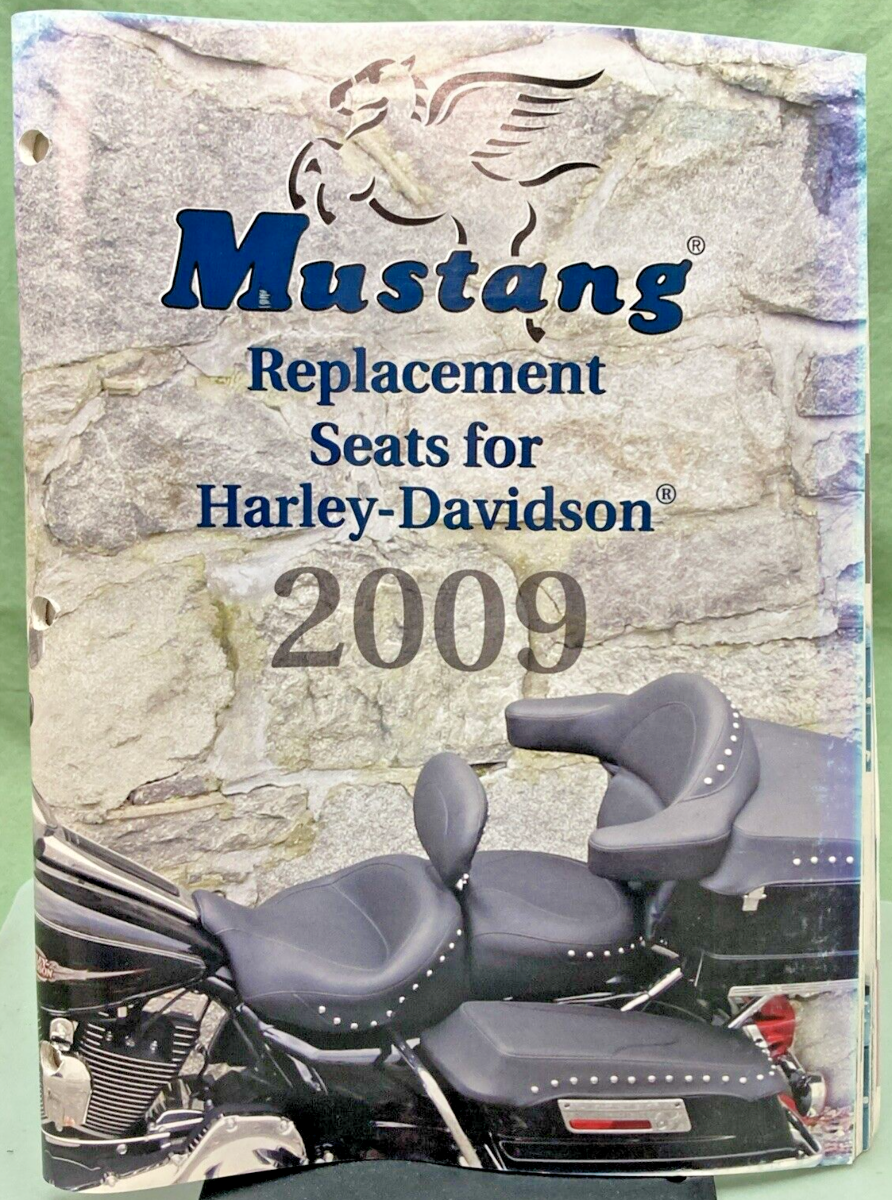 Mustang®
Replacement
Seats for
Harley-Davidson®
2009